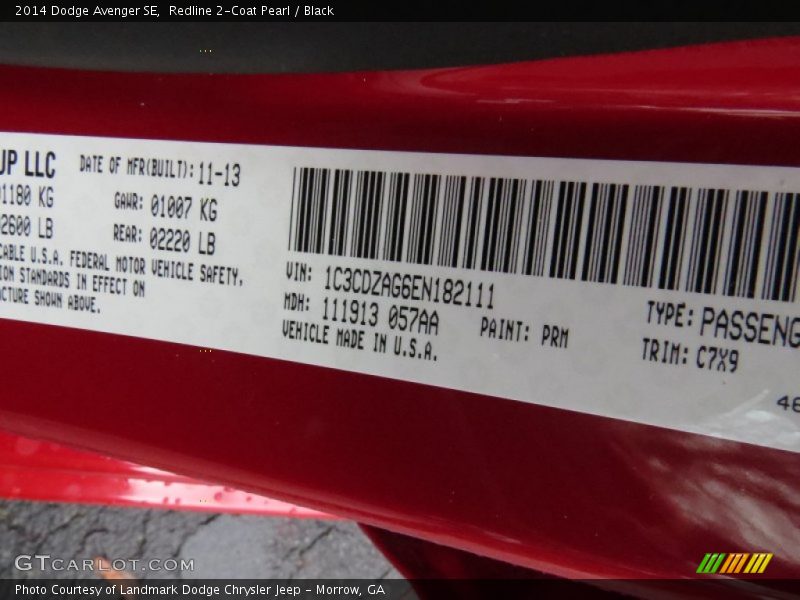 2014 Dodge Avenger SE,  Redline 2-Coat Pearl / Black
UP LLC DATE OF MFR(BUILT): 11-13
1180 KG GAWR: 01007 KG
2600 LB REAR: 02220 LB
CABLE U.S.A. FEDERAL MOTOR VEHICLE SAFETY,
ION STANDARDS IN EFFECT ON
ACTURE SHOWN ABOVE.
VIN: 1C3CDZAG6EN182111
MDH: 111913 057AA PAINT: PRM
VEHICLE MADE IN U.S.A.
TYPE: PASSENG
TRIM: C7X9
46
GTCARLOT.COM
Photo Courtesy of Landmark Dodge Chrysler Jeep - Morrow, GA